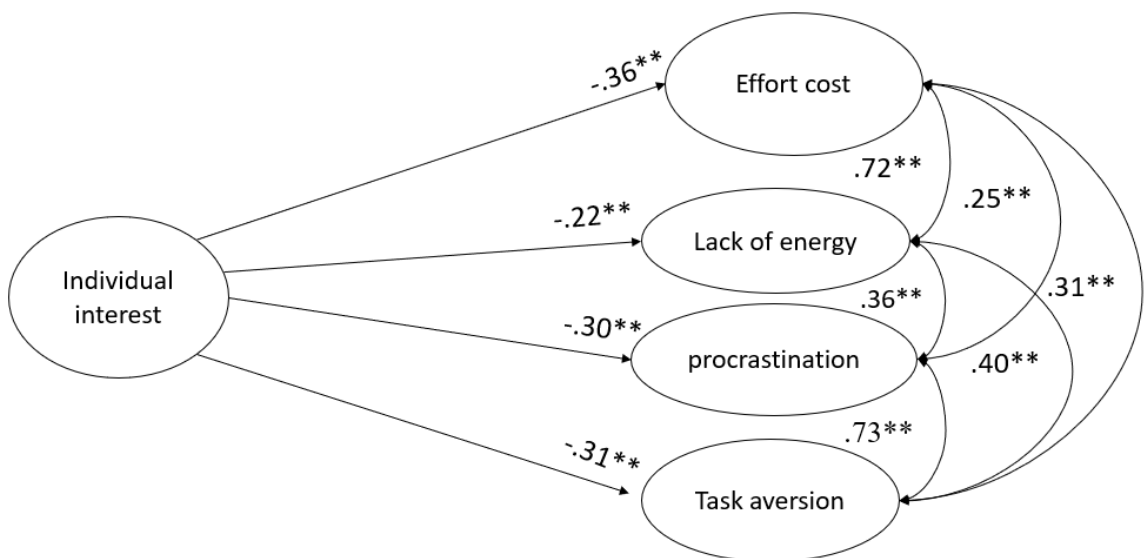 -.36**
Effort cost
.72**
.25**
-.22**
Lack of energy
Individual
interest
.36**
.31**
-.30**
procrastination
.40**
.73**
-.31**
Task aversion